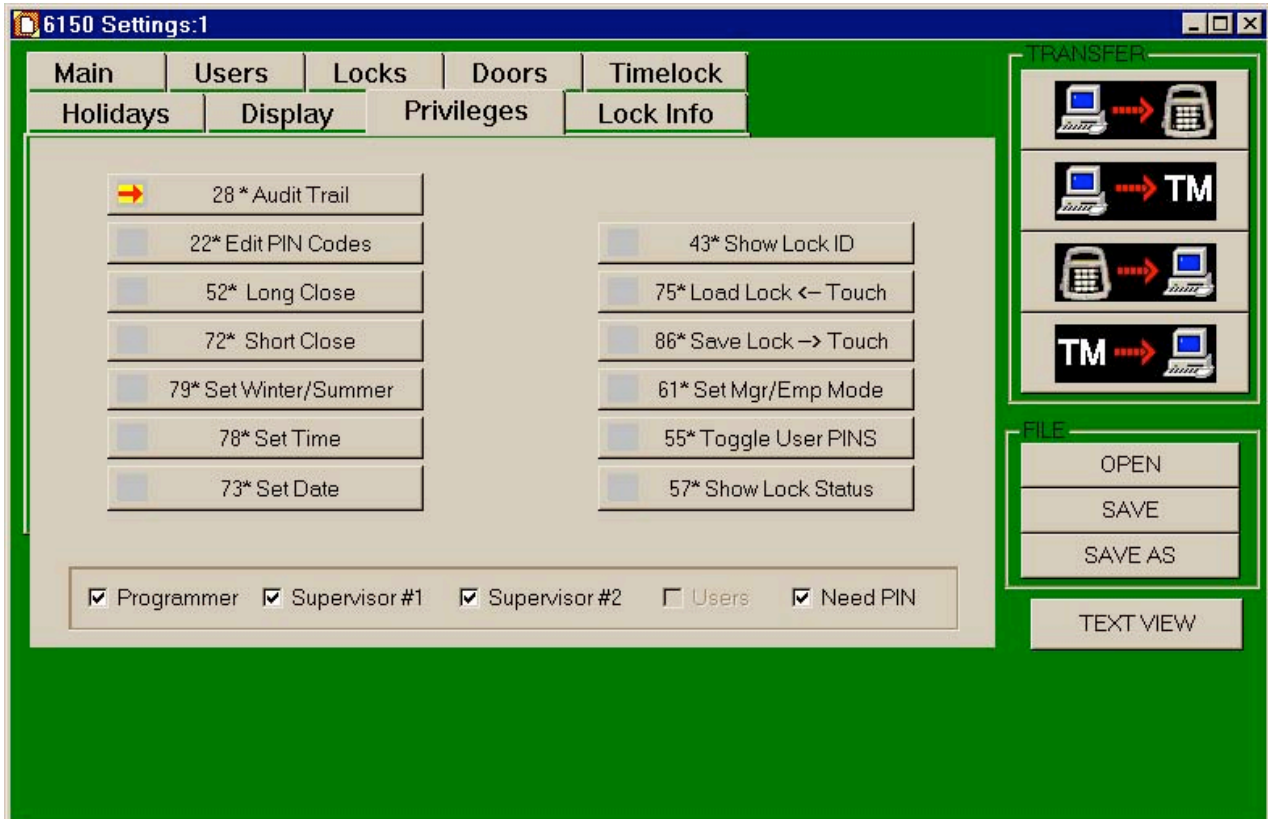 6150 Settings:1
Main Users Locks Doors Timelock
Holidays Display Privileges Lock Info
28 * Audit Trail
22* Edit PIN Codes
52* Long Close
72* Short Close
79* Set Winter/Summer
78* Set Time
73* Set Date
43* Show Lock ID
75* Load Lock <-- Touch
86* Save Lock --> Touch
61* Set Mgr/Emp Mode
55* Toggle User PINS
57* Show Lock Status
Programmer Supervisor #1 Supervisor #2 Users Need PIN
TRANSFER
TM
TM
FILE
OPEN
SAVE
SAVE AS
TEXT VIEW